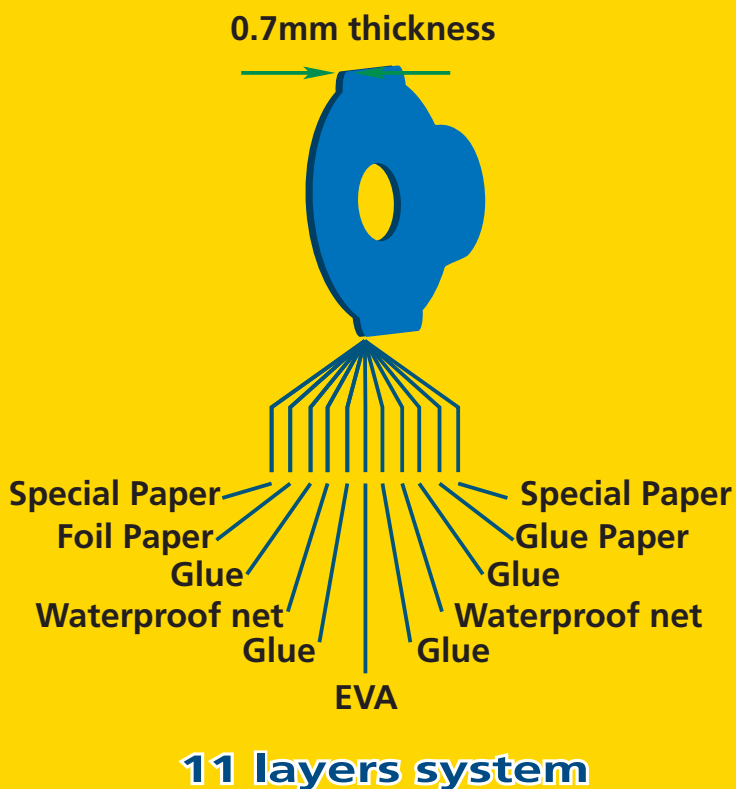 0.7mm thickness
Special Paper
Special Paper
Foil Paper
Glue Paper
Glue
Glue
Waterproof net
Waterproof net
Glue
Glue
EVA
11 layers system